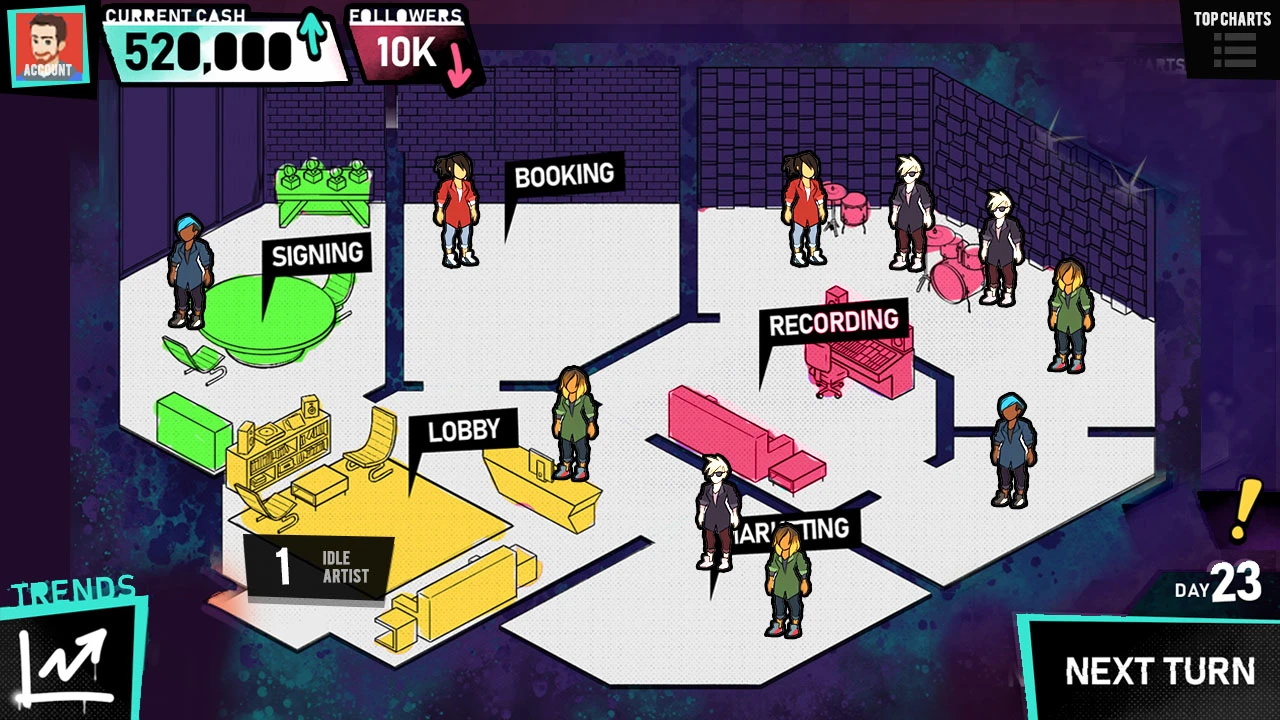 CURRENT CASH
520,000
FOLLOWERS
10K
TOP CHARTS
ACCOUNT
BOOKING
SIGNING
RECORDING
LOBBY
1 IDLE
ARTIST
TRENDS
DAY 23
NEXT TURN